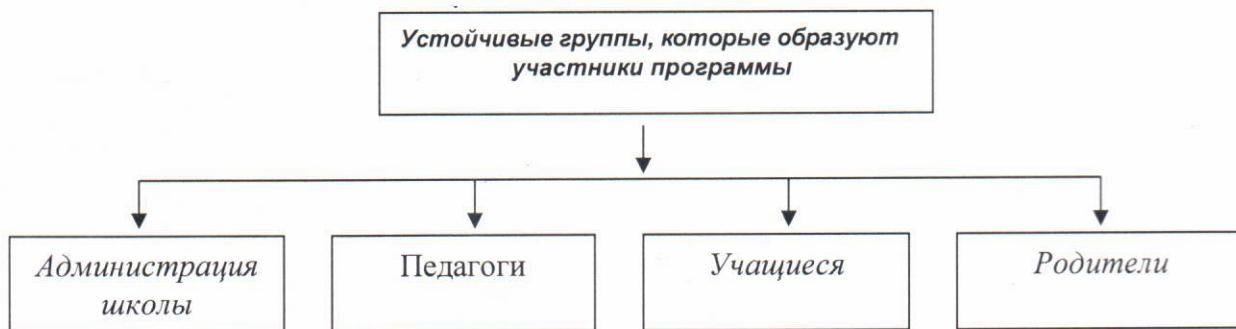 Устойчивые группы, которые образуют
участники программы
Администрация
школы
Педагоги
Учащиеся
Родители